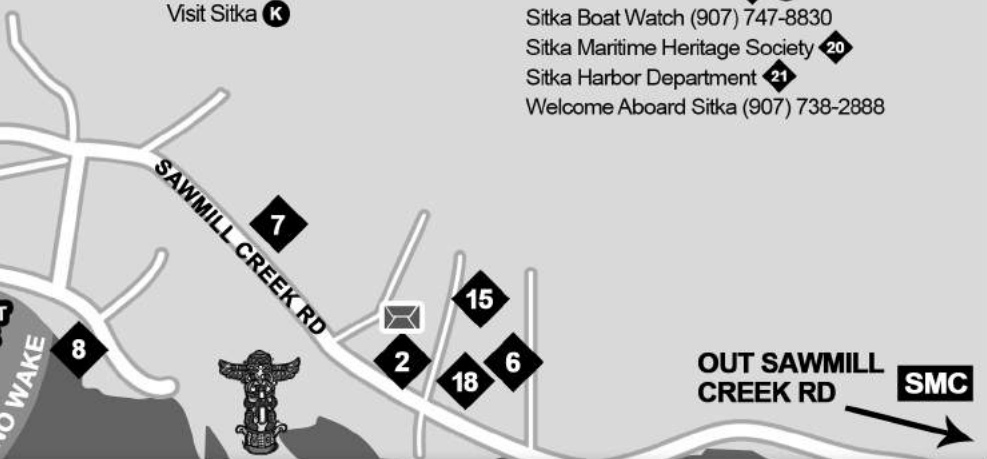 Visit Sitka K
Sitka Boat Watch (907) 747-8830
Sitka Maritime Heritage Society 20
Sitka Harbor Department 21
Welcome Aboard Sitka (907) 738-2888
SAWMILL CREEK RD
7
15
T
8
NO WAKE
2
18
6
OUT SAWMILL
CREEK RD
SMC